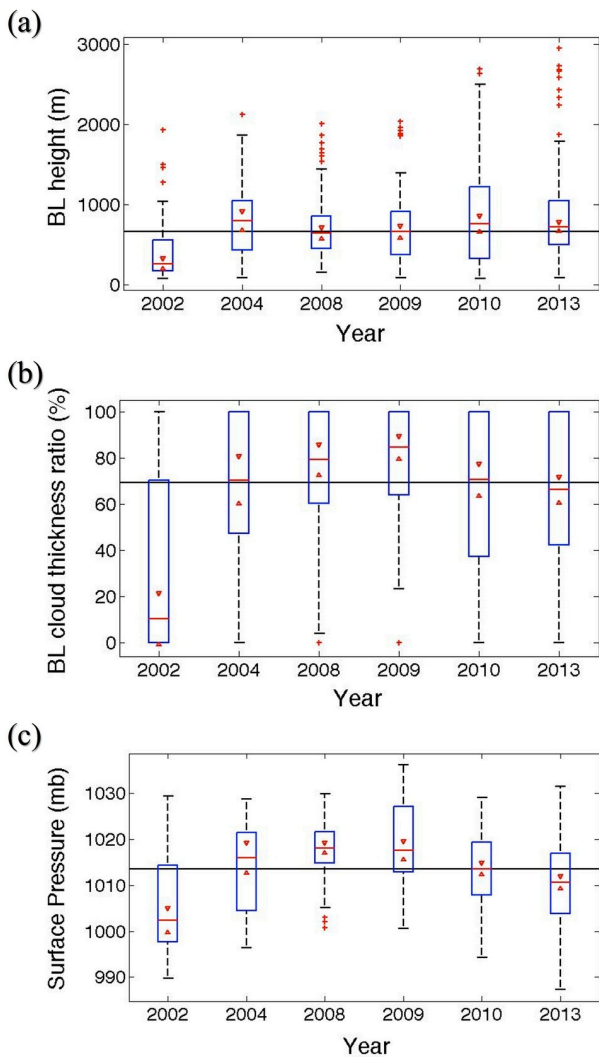 (a)
BL height (m)
3000
2000
1000
0
2002 2004 2008 2009 2010 2013
Year
(b)
BL cloud thickness ratio (%)
100
80
60
40
20
0
2002 2004 2008 2009 2010 2013
Year
(c)
Surface Pressure (mb)
1030
1020
1010
1000
990
2002 2004 2008 2009 2010 2013
Year